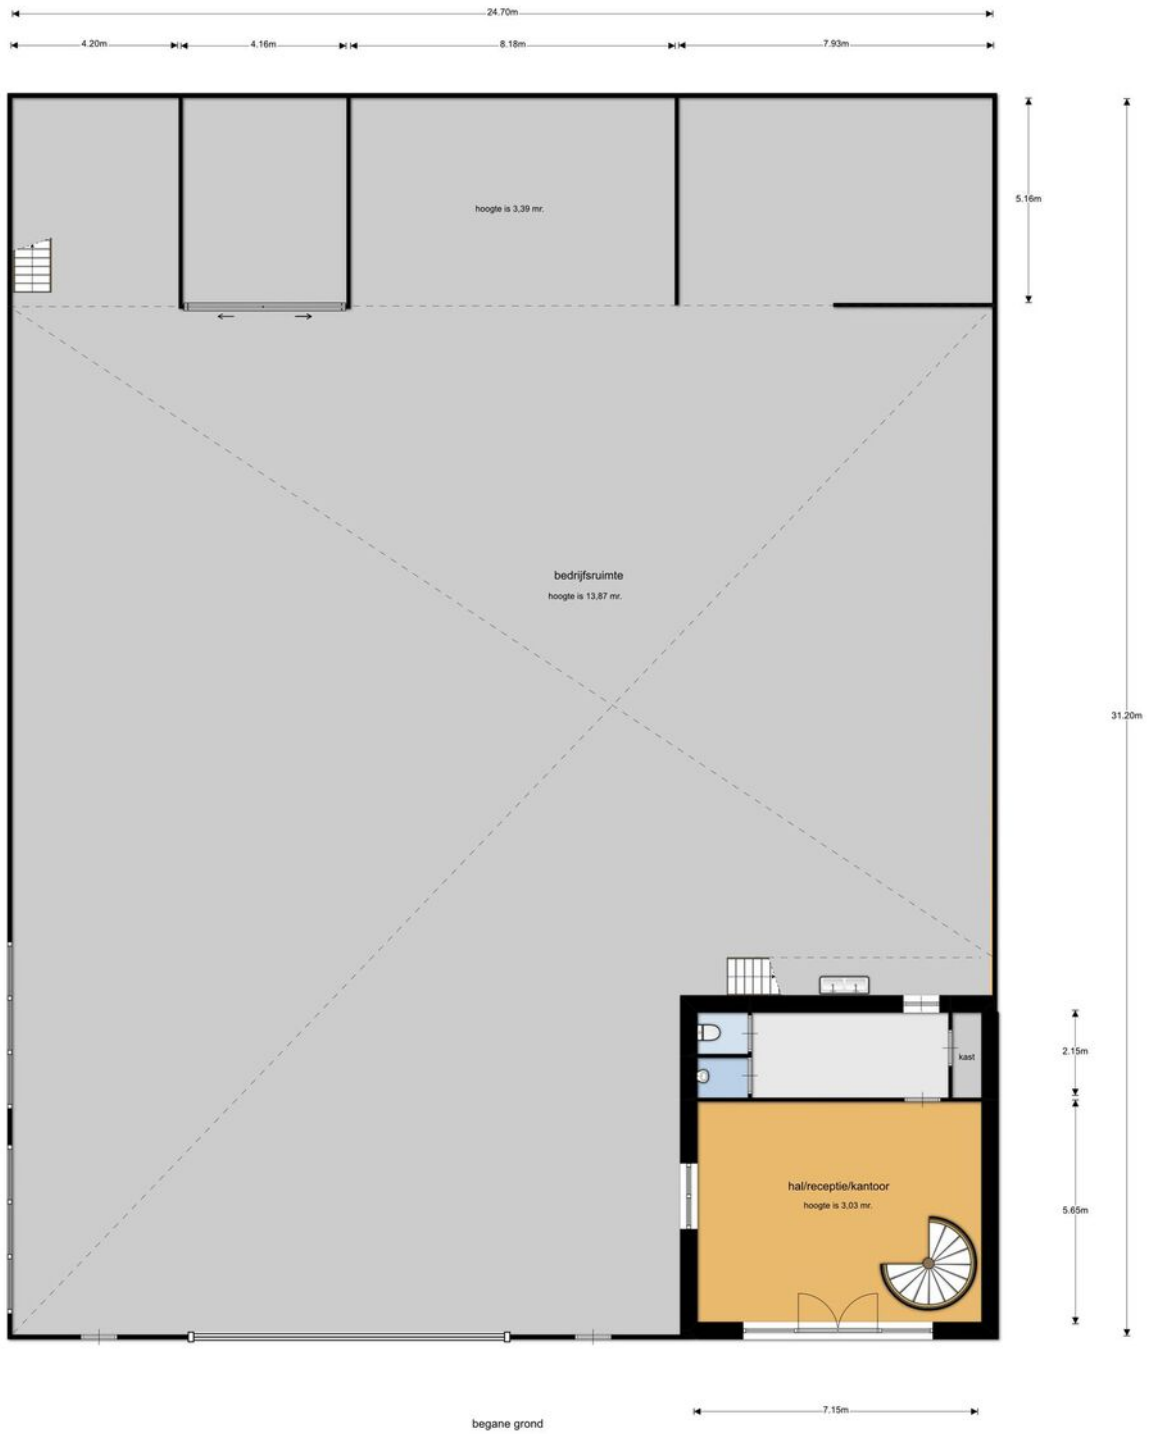 24.70m
4.20m 4.16m 8.18m 7.93m
5.16m
hoogte is 3,39 mr.
bedrijfsruimte
hoogte is 13,87 mr.
31.20m
2.15m
kast
hal/receptie/kantoor
hoogte is 3,03 mr.
5.65m
7.15m
begane grond